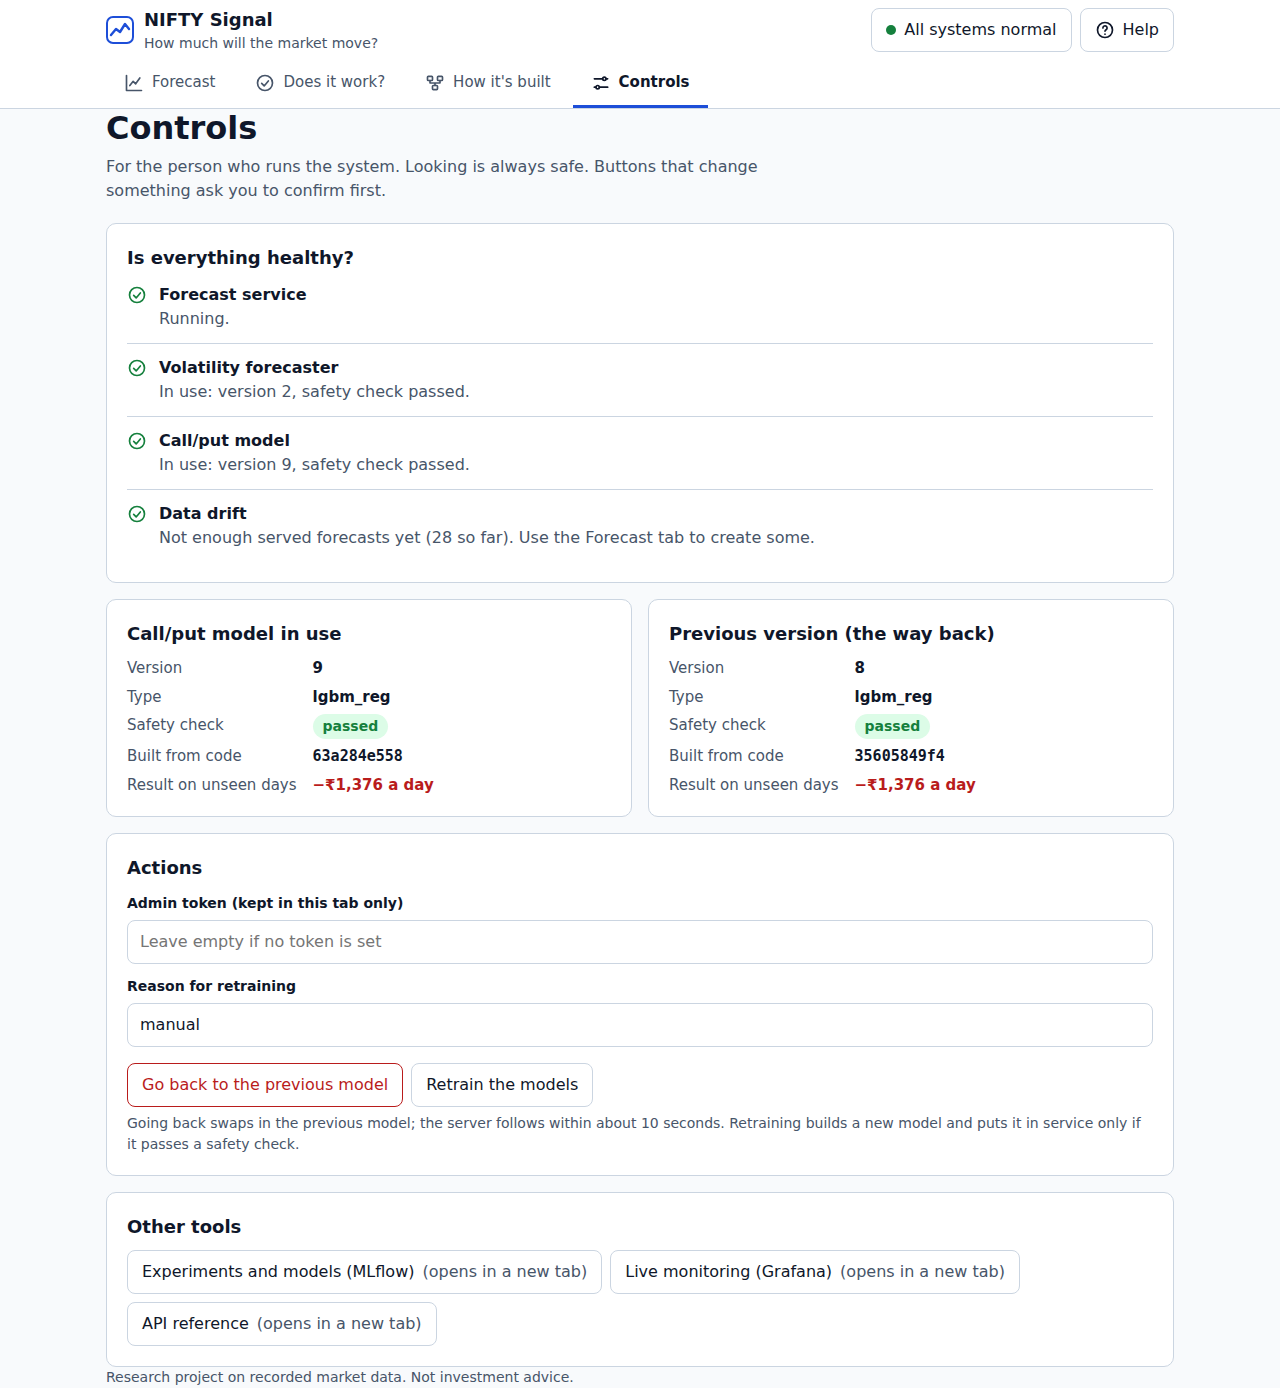 NIFTY Signal
How much will the market move?
All systems normal
Help
Forecast
Does it work?
How it's built
Controls
Controls
For the person who runs the system. Looking is always safe. Buttons that change
something ask you to confirm first.
Is everything healthy?
Forecast service
Running.
Volatility forecaster
In use: version 2, safety check passed.
Call/put model
In use: version 9, safety check passed.
Data drift
Not enough served forecasts yet (28 so far). Use the Forecast tab to create some.
Call/put model in use
Version 9
Type lgbm_reg
Safety check passed
Built from code 63a284e558
Result on unseen days −₹1,376 a day
Previous version (the way back)
Version 8
Type lgbm_reg
Safety check passed
Built from code 35605849f4
Result on unseen days −₹1,376 a day
Actions
Admin token (kept in this tab only)
Leave empty if no token is set
Reason for retraining
manual
Go back to the previous model
Retrain the models
Going back swaps in the previous model; the server follows within about 10 seconds. Retraining builds a new model and puts it in service only if
it passes a safety check.
Other tools
Experiments and models (MLflow) (opens in a new tab)
Live monitoring (Grafana) (opens in a new tab)
API reference (opens in a new tab)
Research project on recorded market data. Not investment advice.